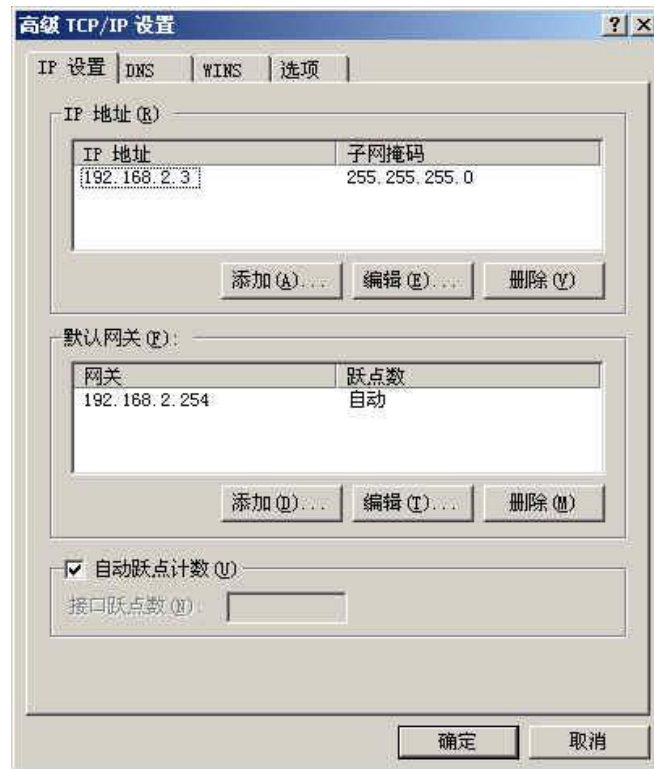 高级 TCP/IP 设置
IP 设置 DNS WINS 选项
IP 地址(R)
IP 地址 子网掩码
192.168.2.3 255.255.255.0
添加(A)... 编辑(E)... 删除(V)
默认网关(F):
网关 跃点数
192.168.2.254 自动
添加(D)... 编辑(T)... 删除(M)
自动跃点计数(U)
接口跃点数(N):
确定 取消